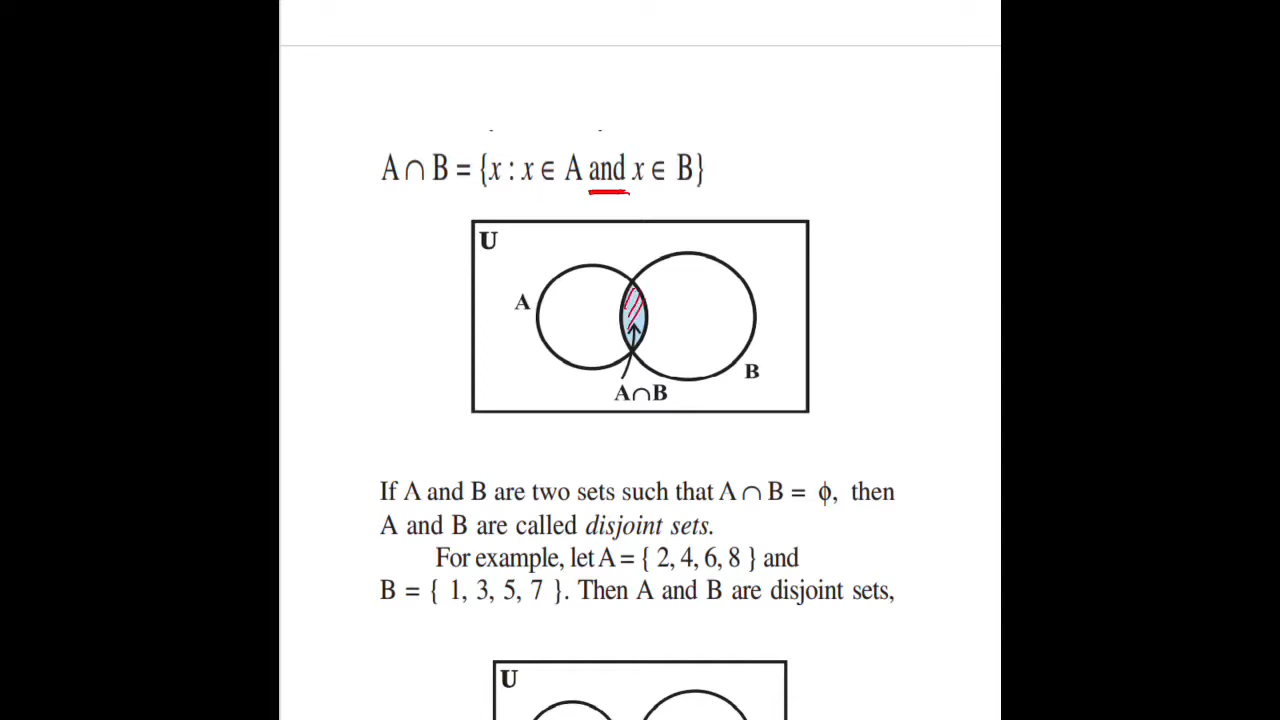 A ∩ B = {x : x ∈ A and x ∈ B}
U
A
B
A∩B
If A and B are two sets such that A ∩ B = ϕ, then
A and B are called disjoint sets.
For example, let A = { 2, 4, 6, 8 } and
B = { 1, 3, 5, 7 }. Then A and B are disjoint sets,
U